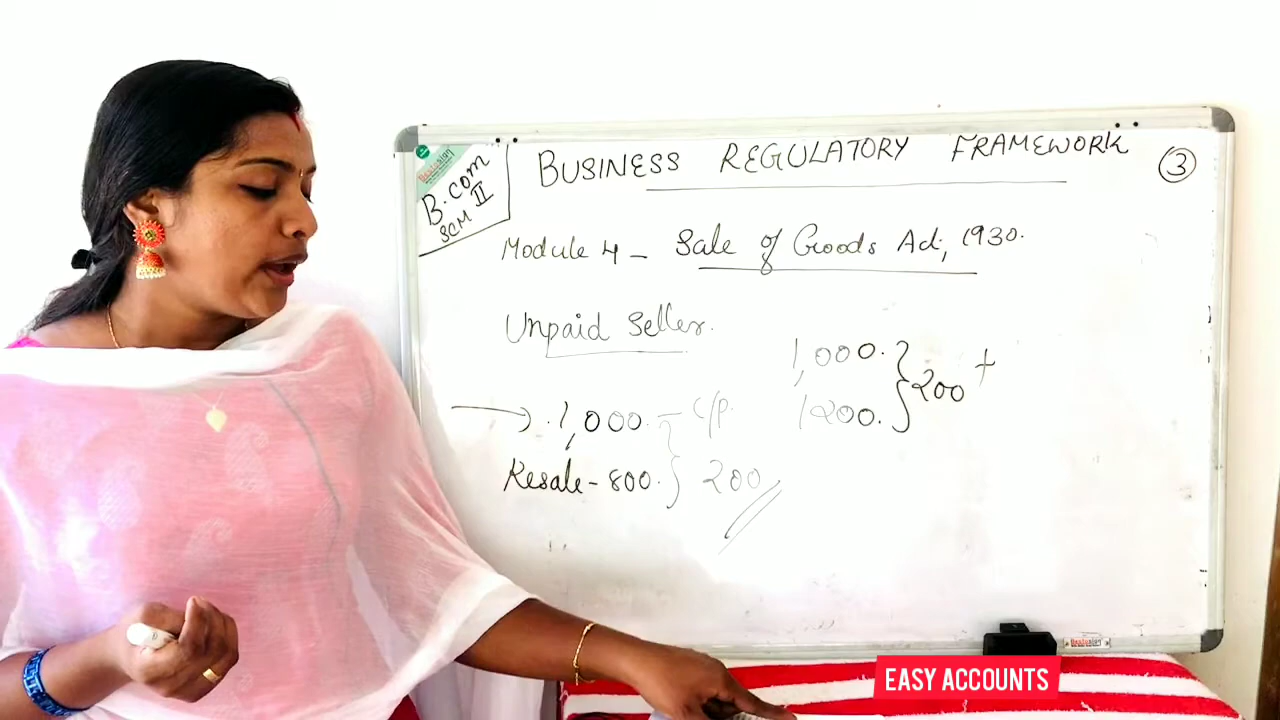 BUSINESS REGULATORY FRAMEWORK
3
B.com
SCM II
Module 4 - Sale of Goods Act, 1930.
Unpaid Seller.
1,000.
1200.
200 +
1,000. - C/P.
Resale - 800.
200
EASY ACCOUNTS